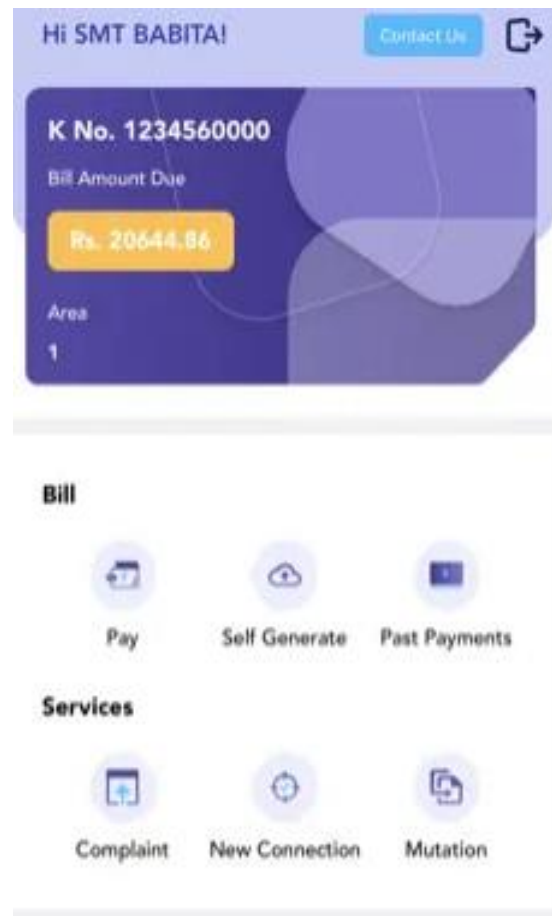 Hi SMT BABITA!
Contact Us
K No. 1234560000
Bill Amount Due
Rs. 20644.86
Area
1
Bill
Pay Self Generate Past Payments
Services
Complaint New Connection Mutation